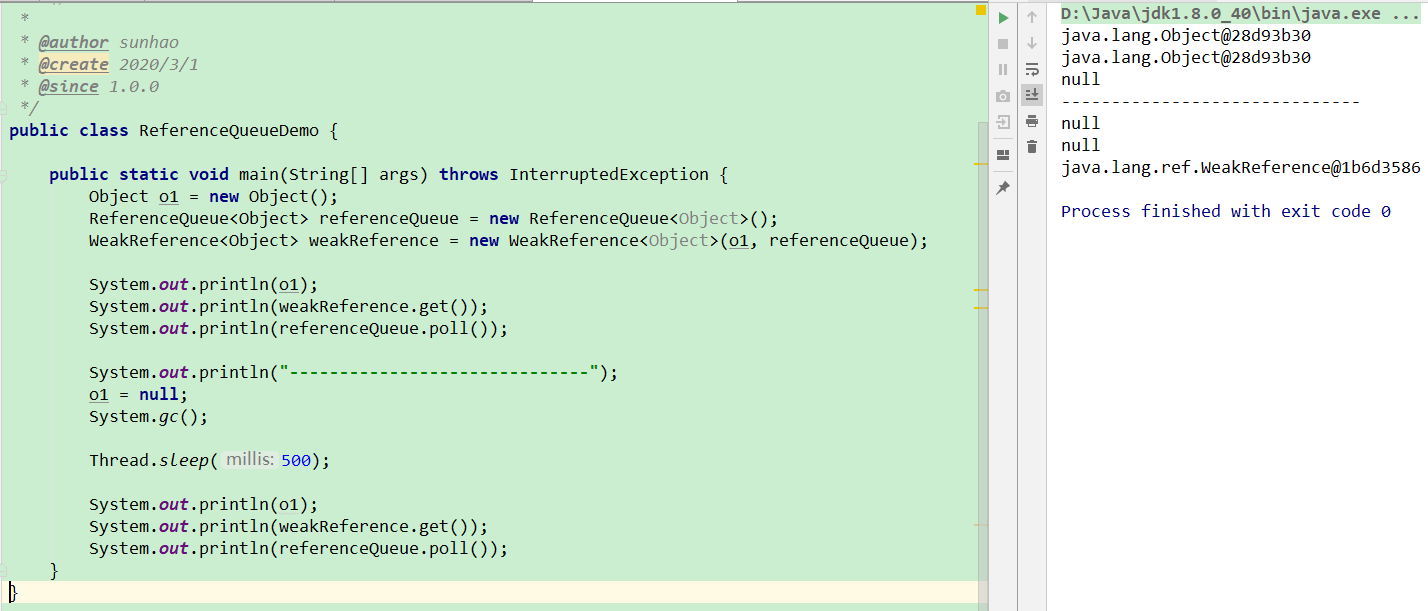 *
* @author sunhao
* @create 2020/3/1
* @since 1.0.0
*/
public class ReferenceQueueDemo {
public static void main(String[] args) throws InterruptedException {
Object o1 = new Object();
ReferenceQueue<Object> referenceQueue = new ReferenceQueue<Object>();
WeakReference<Object> weakReference = new WeakReference<Object>(o1, referenceQueue);
System.out.println(o1);
System.out.println(weakReference.get());
System.out.println(referenceQueue.poll());
System.out.println("------------------------------");
o1 = null;
System.gc();
Thread.sleep( millis: 500);
System.out.println(o1);
System.out.println(weakReference.get());
System.out.println(referenceQueue.poll());
}
}
D:\Java\jdk1.8.0_40\bin\java.exe ...
java.lang.Object@28d93b30
java.lang.Object@28d93b30
null
------------------------------
null
null
java.lang.ref.WeakReference@1b6d3586
Process finished with exit code 0